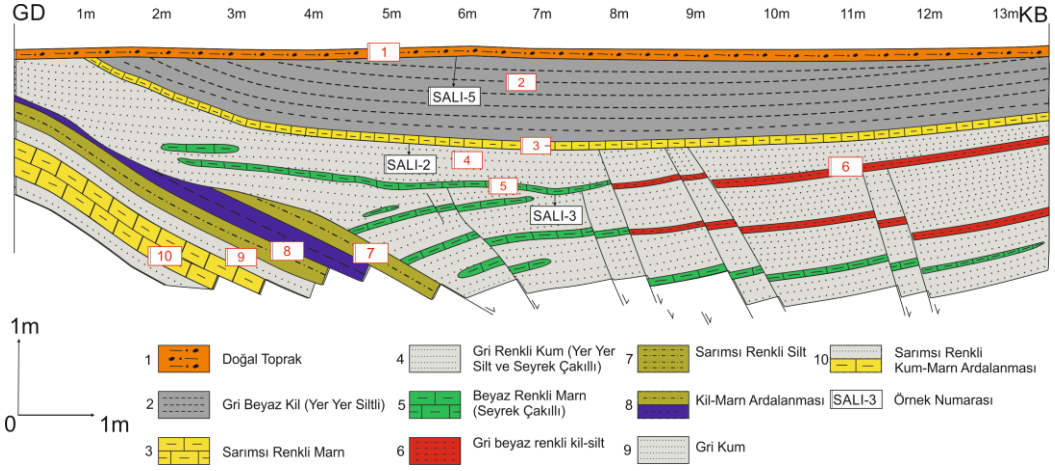 GD 1m 2m 3m 4m 5m 6m 7m 8m 9m 10m 11m 12m 13m KB
1
2
SALI-5
3
SALI-2
4
6
5
SALI-3
7
8
9
10
1m
0
1m
1 Doğal Toprak
2 Gri Beyaz Kil (Yer Yer Siltli)
3 Sarımsı Renkli Marn
4 Gri Renkli Kum (Yer Yer
Silt ve Seyrek Çakıllı)
5 Beyaz Renkli Marn
(Seyrek Çakıllı)
6 Gri beyaz renkli kil-silt
7 Sarımsı Renkli Silt
8 Kil-Marn Ardalanması
9 Gri Kum
10 Sarımsı Renkli
Kum-Marn Ardalanması
SALI-3 Örnek Numarası